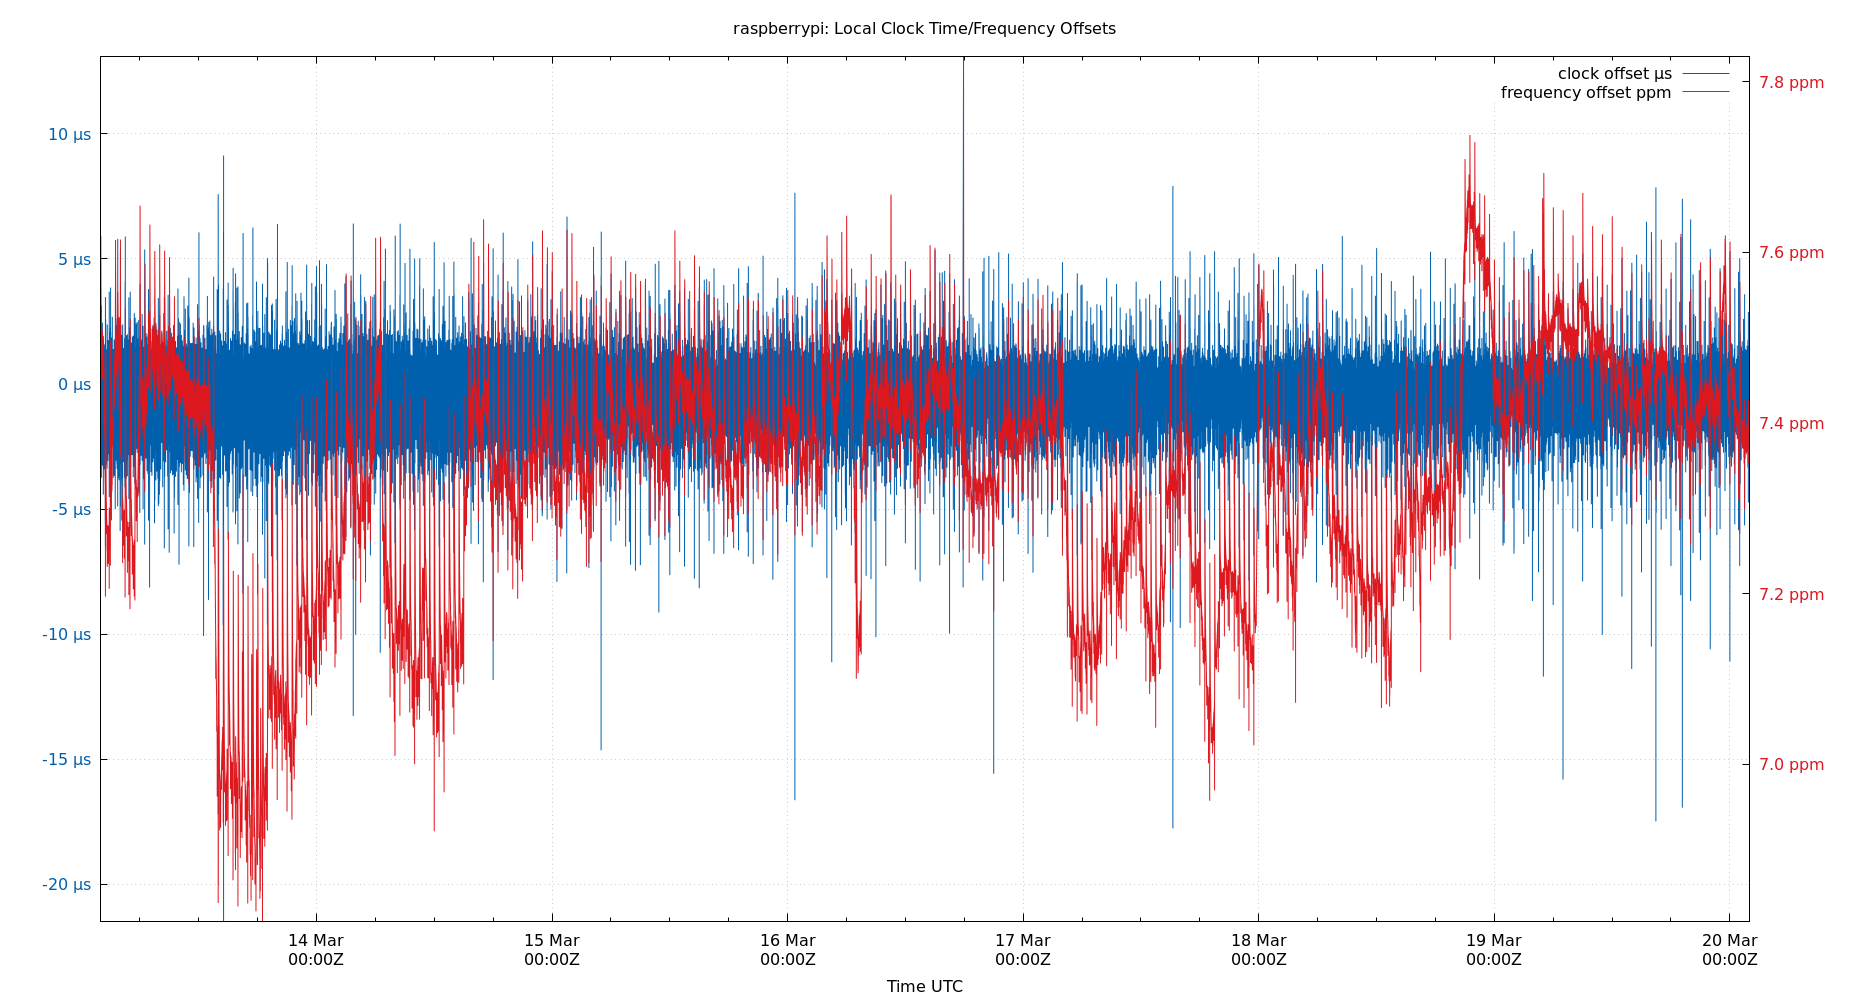 raspberrypi: Local Clock Time/Frequency Offsets
clock offset µs
frequency offset ppm
10 µs
5 µs
0 µs
-5 µs
-10 µs
-15 µs
-20 µs
7.8 ppm
7.6 ppm
7.4 ppm
7.2 ppm
7.0 ppm
14 Mar
00:00Z
15 Mar
00:00Z
16 Mar
00:00Z
17 Mar
00:00Z
18 Mar
00:00Z
19 Mar
00:00Z
20 Mar
00:00Z
Time UTC